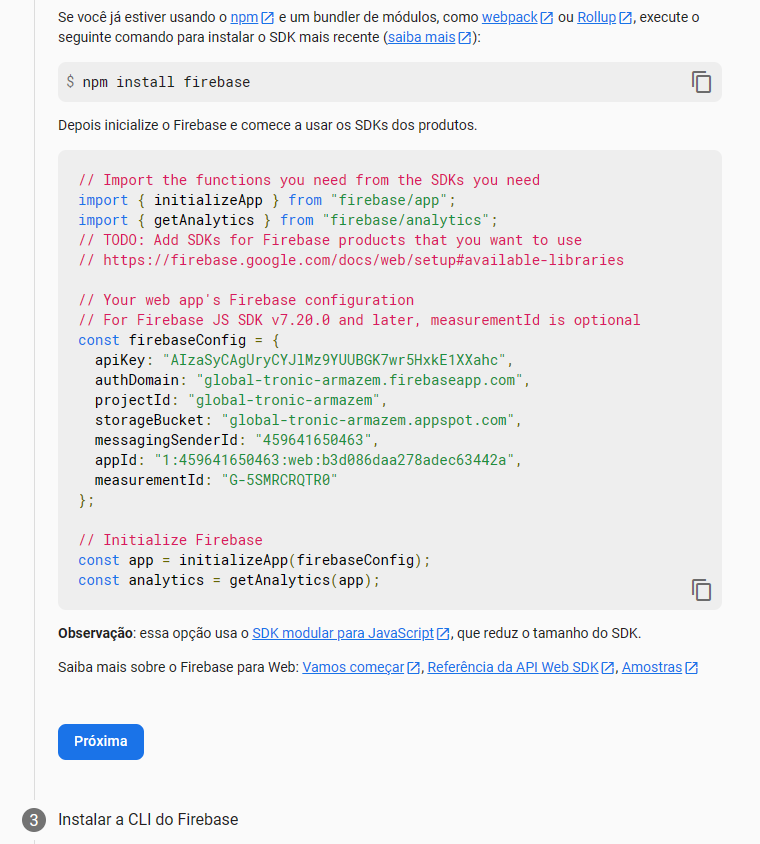 Se você já estiver usando o npm e um bundler de módulos, como webpack ou Rollup, execute o
seguinte comando para instalar o SDK mais recente (saiba mais):
$ npm install firebase
Depois inicialize o Firebase e comece a usar os SDKs dos produtos.
// Import the functions you need from the SDKs you need
import { initializeApp } from "firebase/app";
import { getAnalytics } from "firebase/analytics";
// TODO: Add SDKs for Firebase products that you want to use
// https://firebase.google.com/docs/web/setup#available-libraries
// Your web app's Firebase configuration
// For Firebase JS SDK v7.20.0 and later, measurementId is optional
const firebaseConfig = {
  apiKey: "AIzaSyCAgUryCYJlMz9YUUBGK7wr5HxkE1XXahc",
  authDomain: "global-tronic-armazem.firebaseapp.com",
  projectId: "global-tronic-armazem",
  storageBucket: "global-tronic-armazem.appspot.com",
  messagingSenderId: "459641650463",
  appId: "1:459641650463:web:b3d086daa278adec63442a",
  measurementId: "G-5SMRCRQTR0"
};
// Initialize Firebase
const app = initializeApp(firebaseConfig);
const analytics = getAnalytics(app);
Observação: essa opção usa o SDK modular para JavaScript, que reduz o tamanho do SDK.
Saiba mais sobre o Firebase para Web: Vamos começar, Referência da API Web SDK, Amostras
Próxima
3 Instalar a CLI do Firebase